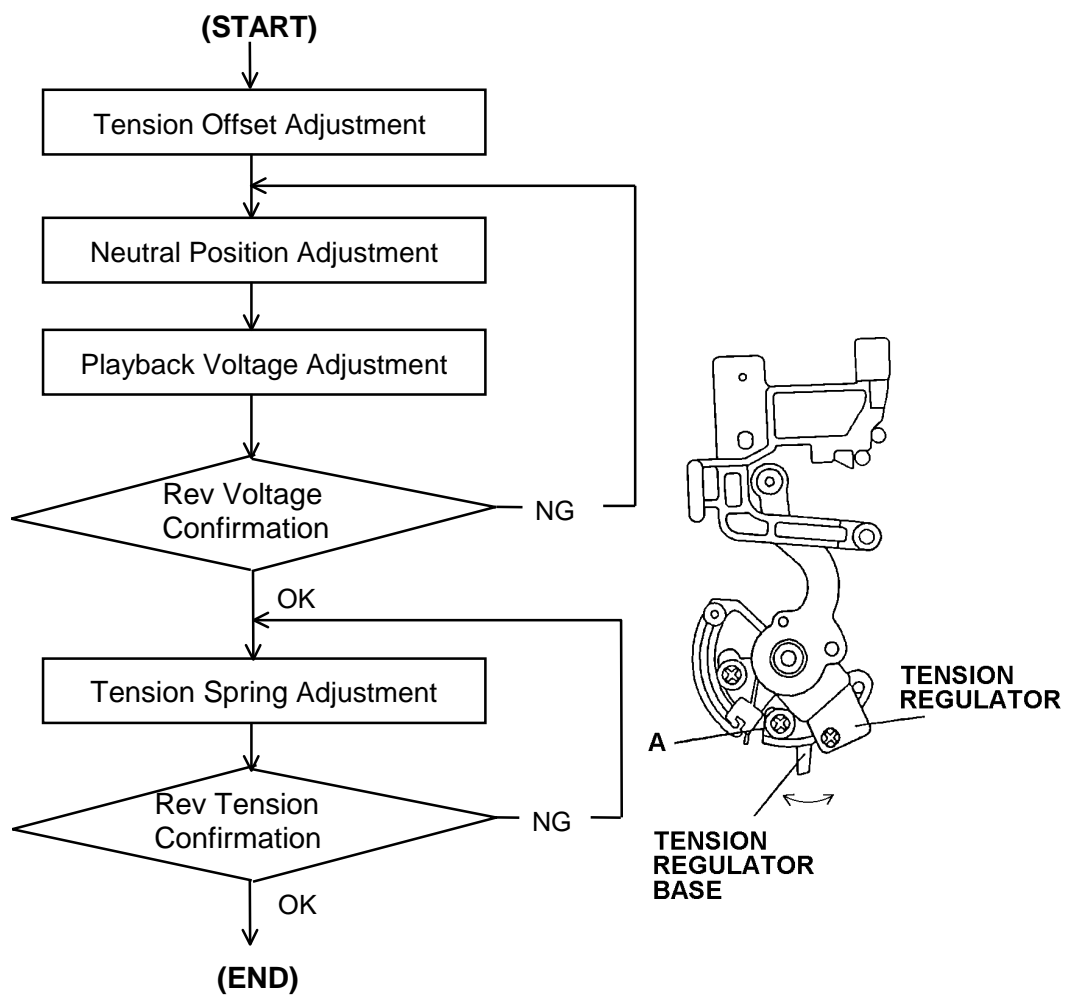 (START)
Tension Offset Adjustment
Neutral Position Adjustment
Playback Voltage Adjustment
Rev Voltage
Confirmation
NG
OK
Tension Spring Adjustment
Rev Tension
Confirmation
NG
OK
(END)
TENSION
REGULATOR
A
TENSION
REGULATOR
BASE